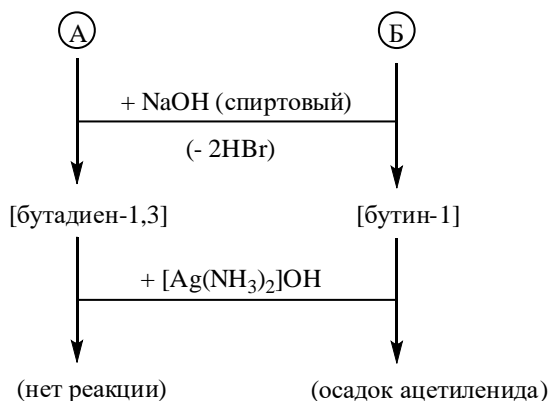 А Б
+ NaOH (спиртовый)
(- 2HBr)
[бутадиен-1,3] [бутин-1]
+ [Ag(NH3)2]OH
(нет реакции) (осадок ацетиленида)